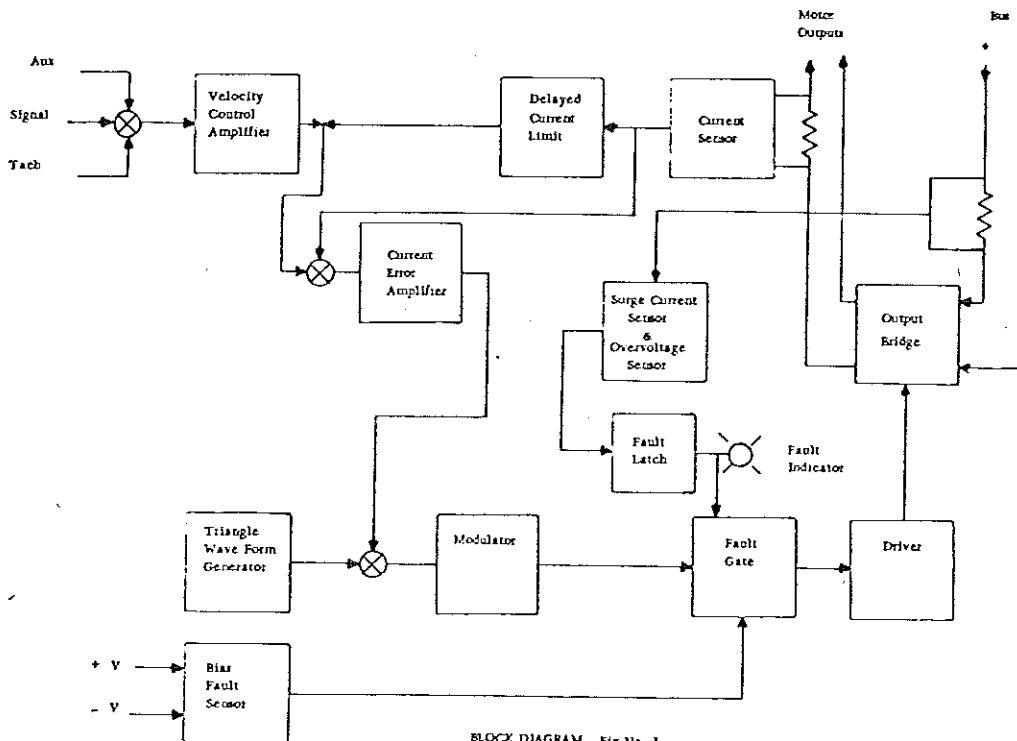 Motor
Outputs
Bus
+
Aux
Signal
Tach
Velocity
Control
Amplifier
Delayed
Current
Limit
Current
Sensor
Current
Error
Amplifier
Surge Current
Sensor
&
Overvoltage
Sensor
Output
Bridge
Fault
Latch
Fault
Indicator
Triangle
Wave Form
Generator
Modulator
Fault
Gate
Driver
+ V
- V
Bias
Fault
Sensor
BLOCK DIAGRAM